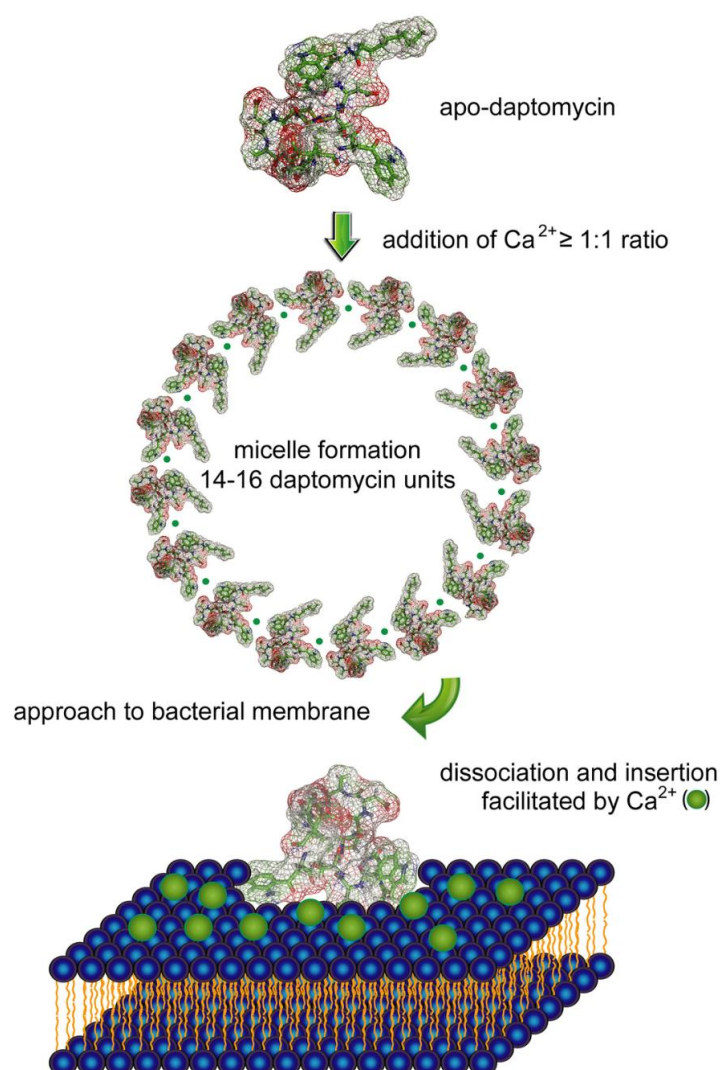 apo-daptomycin
addition of Ca²⁺ ≥ 1:1 ratio
micelle formation
14-16 daptomycin units
approach to bacterial membrane
dissociation and insertion
facilitated by Ca²⁺ ( )